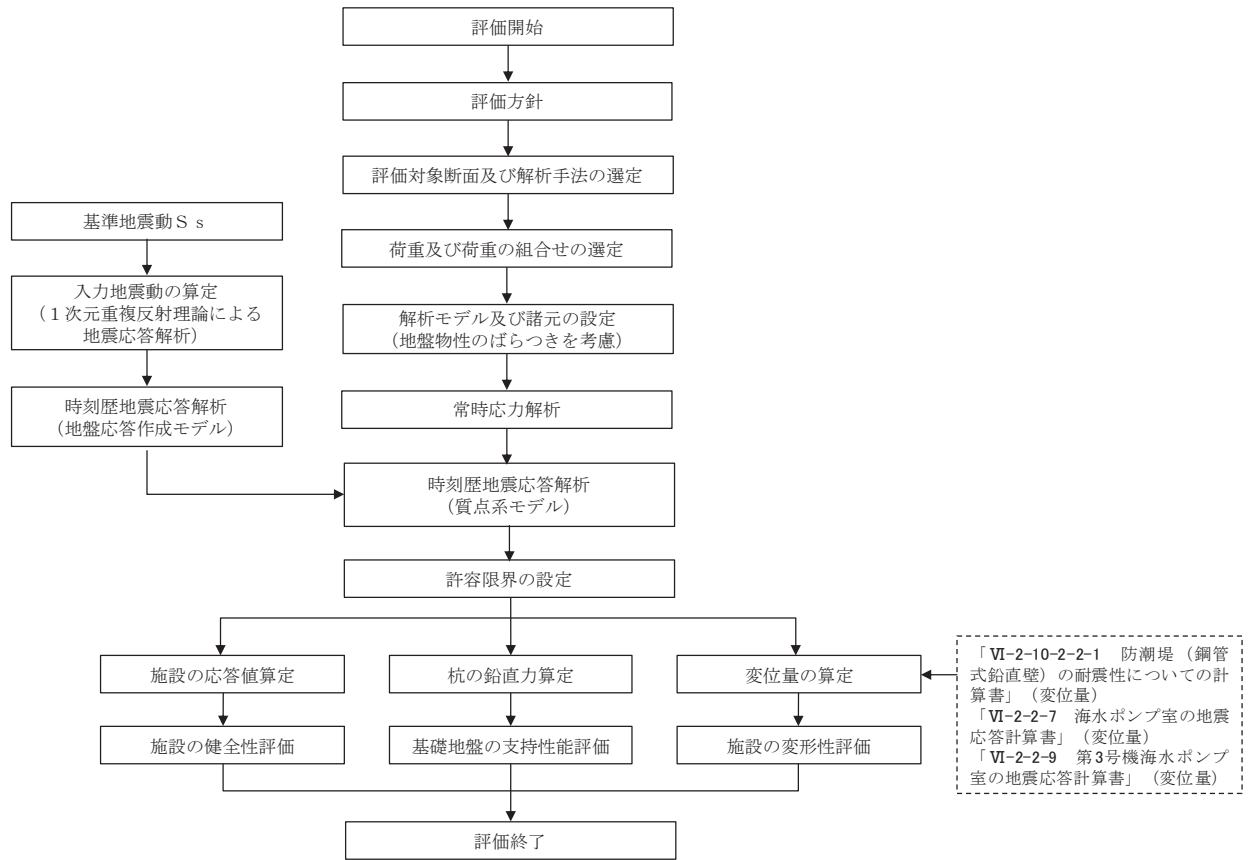 評価開始
評価方針
評価対象断面及び解析手法の選定
基準地震動Ｓｓ
荷重及び荷重の組合せの選定
入力地震動の算定
（１次元重複反射理論による
地震応答解析）
解析モデル及び諸元の設定
（地盤物性のばらつきを考慮）
時刻歴地震応答解析
（地盤応答作成モデル）
常時応力解析
時刻歴地震応答解析
（質点系モデル）
許容限界の設定
施設の応答値算定
杭の鉛直力算定
変位量の算定
「Ⅵ-2-10-2-2-1　防潮堤（鋼管
式鉛直壁）の耐震性についての計
算書」（変位量）
「Ⅵ-2-2-7　海水ポンプ室の地震
応答計算書」（変位量）
「Ⅵ-2-2-9　第3号機海水ポンプ
室の地震応答計算書」（変位量）
施設の健全性評価
基礎地盤の支持性能評価
施設の変形性評価
評価終了